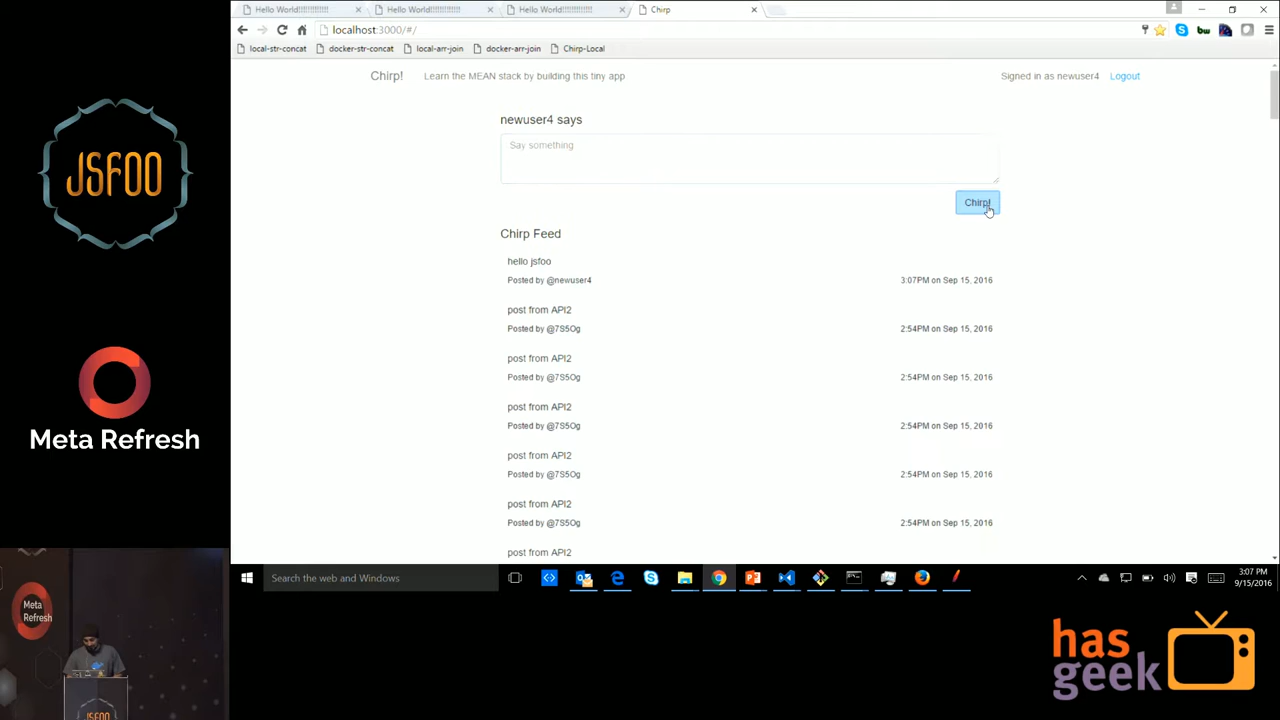 Hello World!!!!!!!!!!!!!
Hello World!!!!!!!!!!!!!
Hello World!!!!!!!!!!!!!
Chirp
localhost:3000/#/
bw
local-str-concat
docker-str-concat
local-arr-join
docker-arr-join
Chirp-Local
Chirp!
Learn the MEAN stack by building this tiny app
Signed in as newuser4
Logout
newuser4 says
Say something
Chirp!
Chirp Feed
hello jsfoo
Posted by @newuser4
3:07PM on Sep 15, 2016
post from API2
Posted by @7S5Og
2:54PM on Sep 15, 2016
post from API2
Posted by @7S5Og
2:54PM on Sep 15, 2016
post from API2
Posted by @7S5Og
2:54PM on Sep 15, 2016
post from API2
Posted by @7S5Og
2:54PM on Sep 15, 2016
post from API2
Posted by @7S5Og
2:54PM on Sep 15, 2016
post from API2
Search the web and Windows
3:07 PM
9/15/2016
JSFOO
Meta Refresh
Meta
Refresh
JSFOO
has
geek